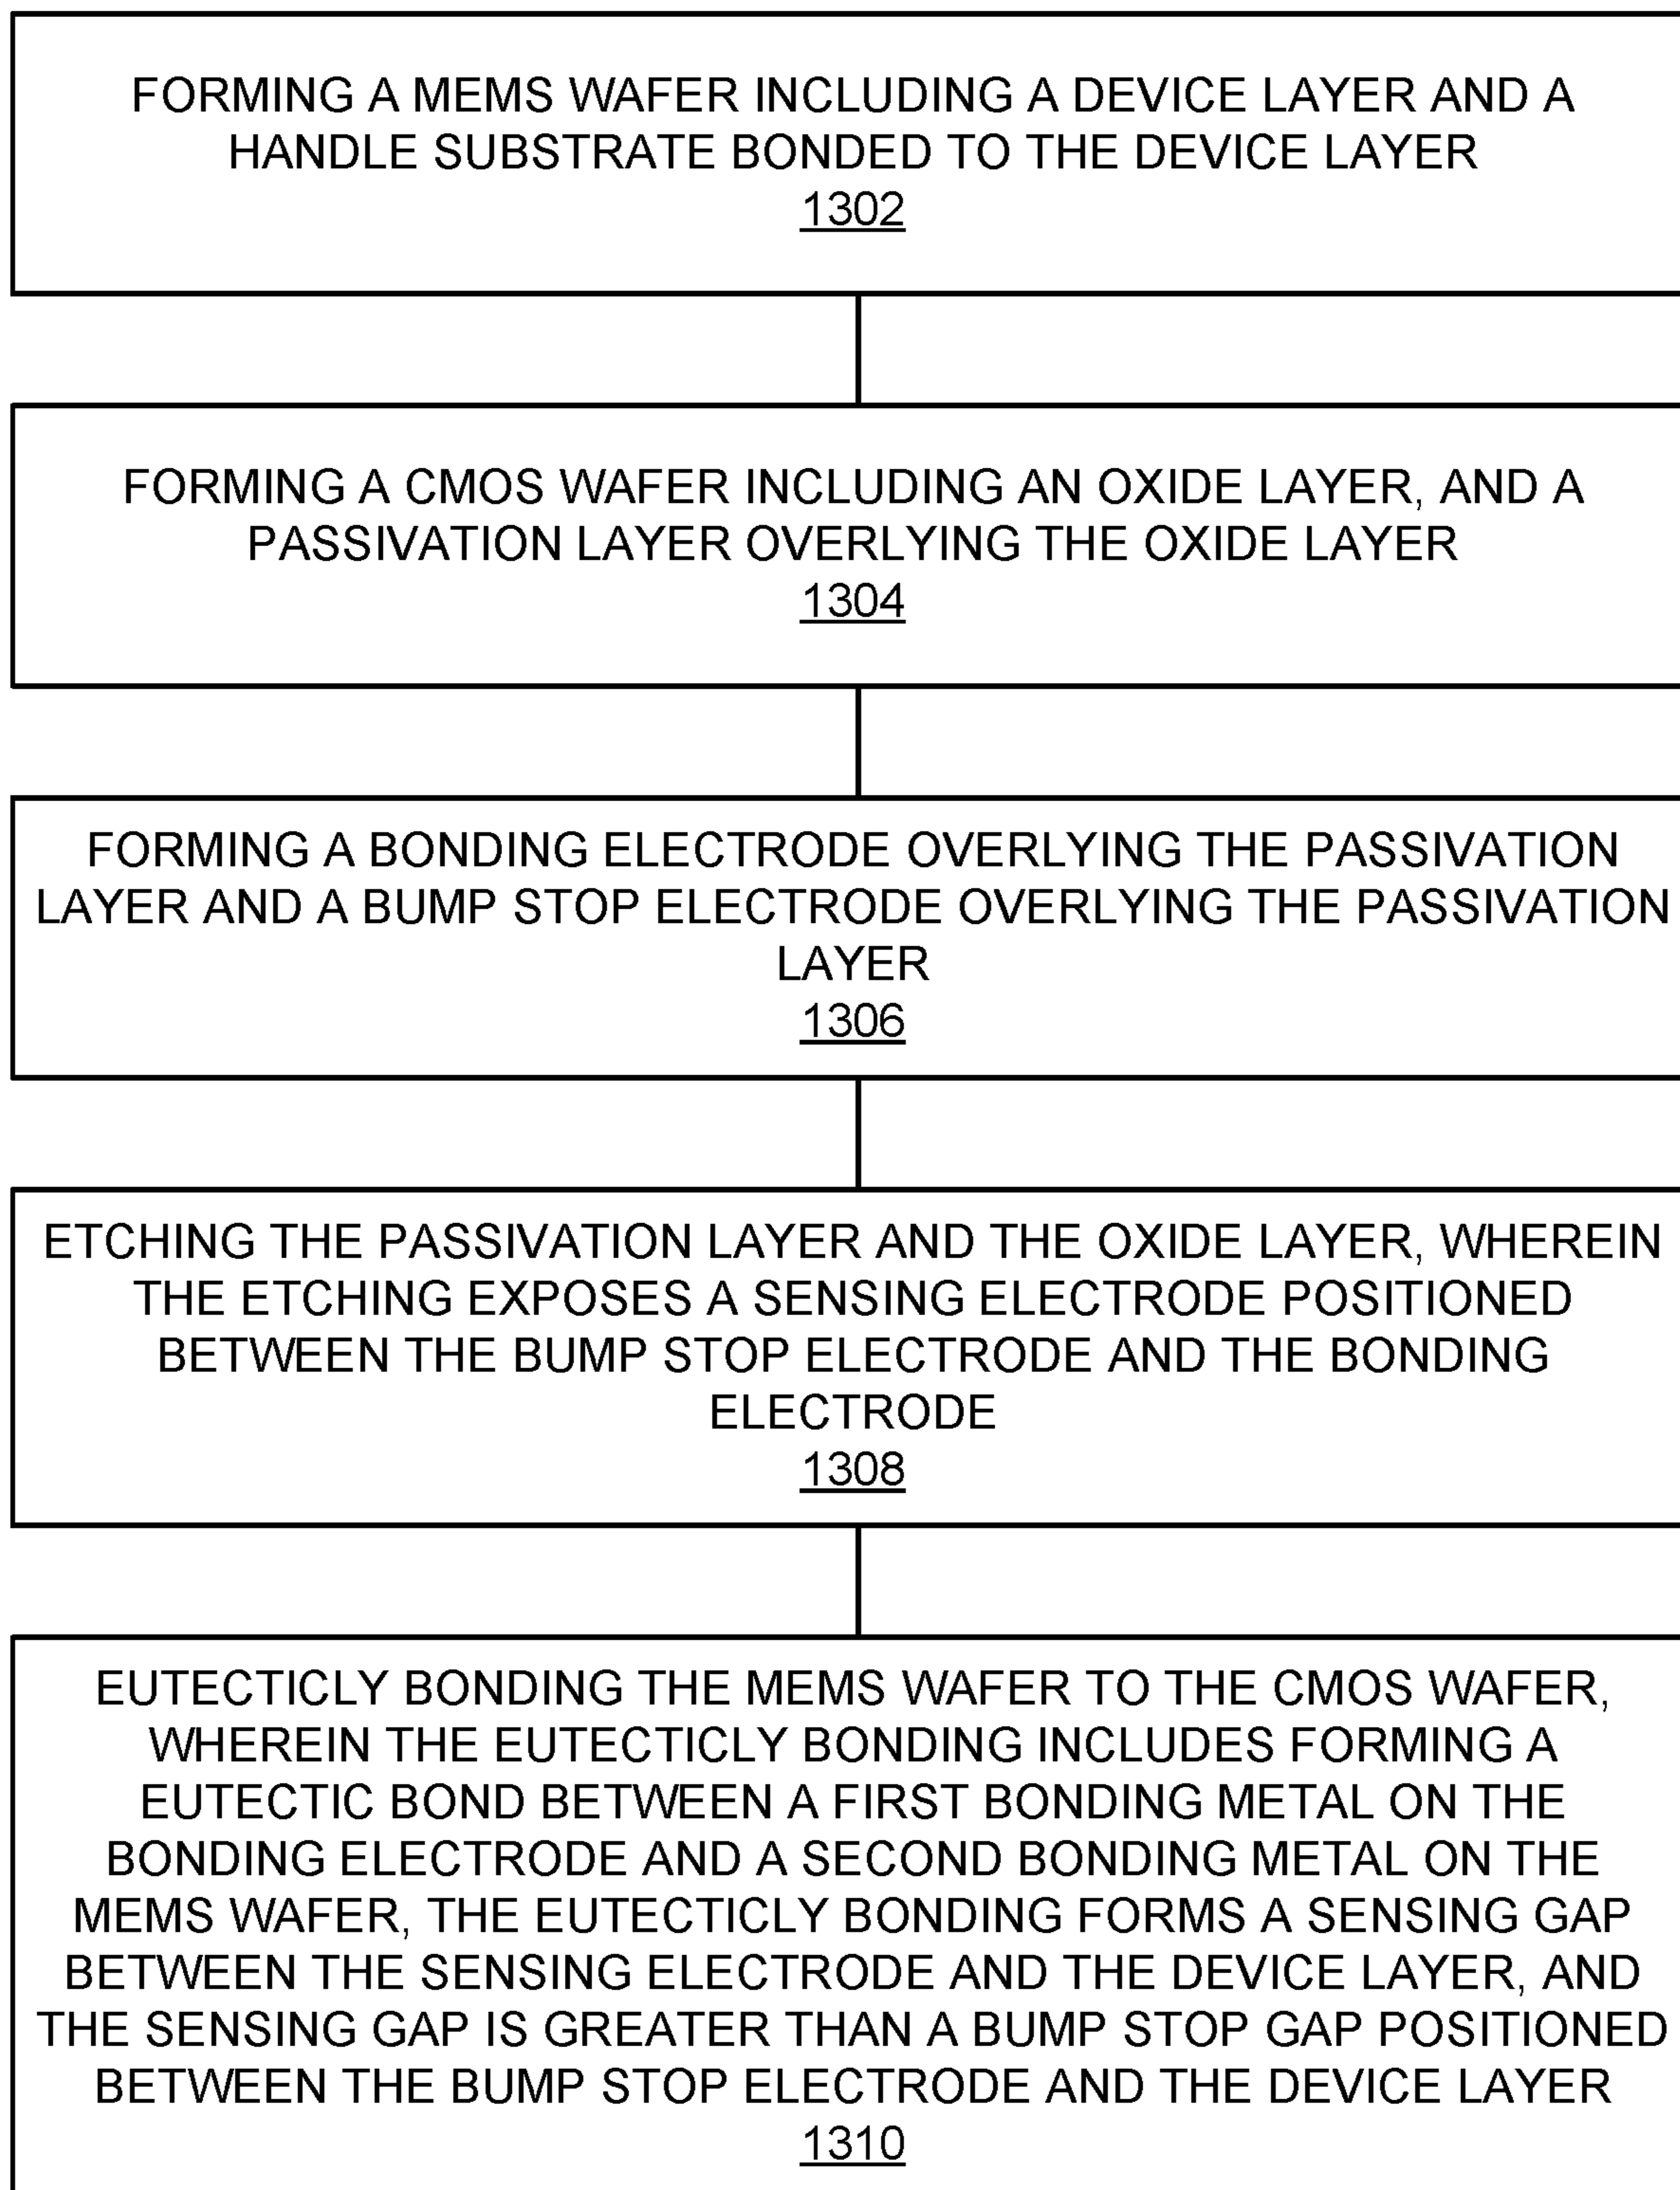 FORMING A MEMS WAFER INCLUDING A DEVICE LAYER AND A
HANDLE SUBSTRATE BONDED TO THE DEVICE LAYER
1302
FORMING A CMOS WAFER INCLUDING AN OXIDE LAYER, AND A
PASSIVATION LAYER OVERLYING THE OXIDE LAYER
1304
FORMING A BONDING ELECTRODE OVERLYING THE PASSIVATION
LAYER AND A BUMP STOP ELECTRODE OVERLYING THE PASSIVATION
LAYER
1306
ETCHING THE PASSIVATION LAYER AND THE OXIDE LAYER, WHEREIN
THE ETCHING EXPOSES A SENSING ELECTRODE POSITIONED
BETWEEN THE BUMP STOP ELECTRODE AND THE BONDING
ELECTRODE
1308
EUTECTICLY BONDING THE MEMS WAFER TO THE CMOS WAFER,
WHEREIN THE EUTECTICLY BONDING INCLUDES FORMING A
EUTECTIC BOND BETWEEN A FIRST BONDING METAL ON THE
BONDING ELECTRODE AND A SECOND BONDING METAL ON THE
MEMS WAFER, THE EUTECTICLY BONDING FORMS A SENSING GAP
BETWEEN THE SENSING ELECTRODE AND THE DEVICE LAYER, AND
THE SENSING GAP IS GREATER THAN A BUMP STOP GAP POSITIONED
BETWEEN THE BUMP STOP ELECTRODE AND THE DEVICE LAYER
1310